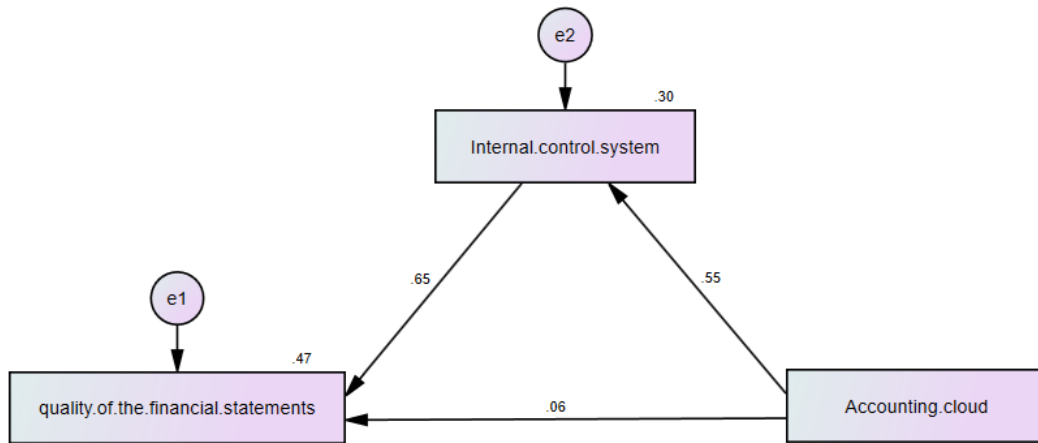 e2
.30
Internal.control.system
.65
.55
e1
.47
quality.of.the.financial.statements
.06
Accounting.cloud